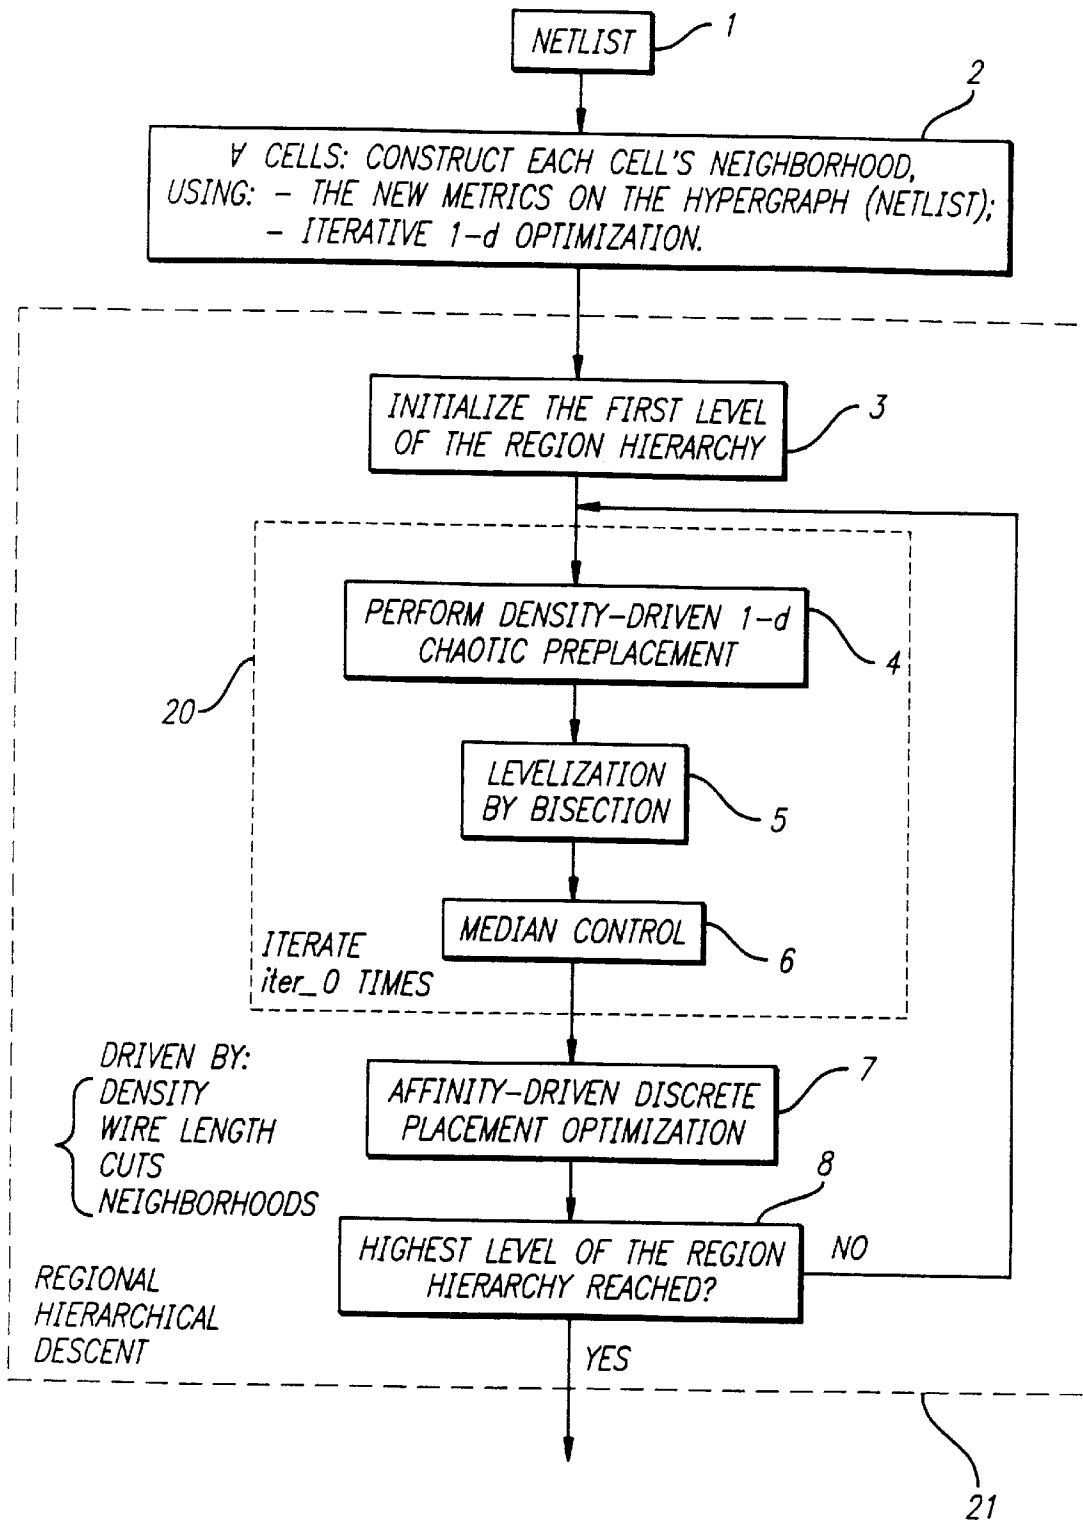 NETLIST
1
2
∀ CELLS: CONSTRUCT EACH CELL'S NEIGHBORHOOD,
USING: – THE NEW METRICS ON THE HYPERGRAPH (NETLIST);
– ITERATIVE 1–d OPTIMIZATION.
INITIALIZE THE FIRST LEVEL
OF THE REGION HIERARCHY
3
PERFORM DENSITY–DRIVEN 1–d
CHAOTIC PREPLACEMENT
4
20
LEVELIZATION
BY BISECTION
5
MEDIAN CONTROL
6
ITERATE
iter_0 TIMES
DRIVEN BY:
DENSITY
WIRE LENGTH
CUTS
NEIGHBORHOODS
AFFINITY–DRIVEN DISCRETE
PLACEMENT OPTIMIZATION
7
8
HIGHEST LEVEL OF THE REGION
HIERARCHY REACHED?
NO
REGIONAL
HIERARCHICAL
DESCENT
YES
21